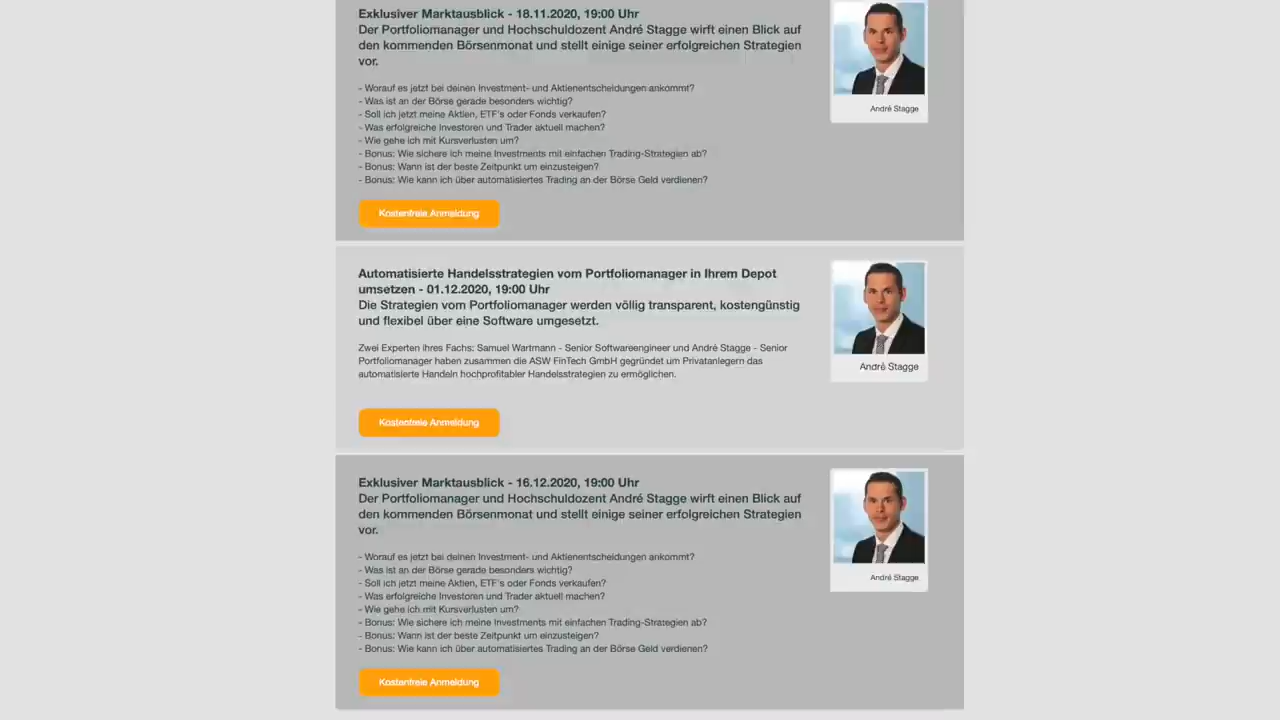 Exklusiver Marktausblick - 18.11.2020, 19:00 Uhr
Der Portfoliomanager und Hochschuldozent André Stagge wirft einen Blick auf
den kommenden Börsenmonat und stellt einige seiner erfolgreichen Strategien
vor.
- Worauf es jetzt bei deinen Investment- und Aktienentscheidungen ankommt?
- Was ist an der Börse gerade besonders wichtig?
- Soll ich jetzt meine Aktien, ETF's oder Fonds verkaufen?
- Was erfolgreiche Investoren und Trader aktuell machen?
- Wie gehe ich mit Kursverlusten um?
- Bonus: Wie sichere ich meine Investments mit einfachen Trading-Strategien ab?
- Bonus: Wann ist der beste Zeitpunkt um einzusteigen?
- Bonus: Wie kann ich über automatisiertes Trading an der Börse Geld verdienen?
Kostenfreie Anmeldung
André Stagge
Automatisierte Handelsstrategien vom Portfoliomanager in Ihrem Depot
umsetzen - 01.12.2020, 19:00 Uhr
Die Strategien vom Portfoliomanager werden völlig transparent, kostengünstig
und flexibel über eine Software umgesetzt.
Zwei Experten ihres Fachs: Samuel Wartmann - Senior Softwareengineer und André Stagge - Senior
Portfoliomanager haben zusammen die ASW FinTech GmbH gegründet um Privatanlegern das
automatisierte Handeln hochprofitabler Handelsstrategien zu ermöglichen.
Kostenfreie Anmeldung
André Stagge
Exklusiver Marktausblick - 16.12.2020, 19:00 Uhr
Der Portfoliomanager und Hochschuldozent André Stagge wirft einen Blick auf
den kommenden Börsenmonat und stellt einige seiner erfolgreichen Strategien
vor.
- Worauf es jetzt bei deinen Investment- und Aktienentscheidungen ankommt?
- Was ist an der Börse gerade besonders wichtig?
- Soll ich jetzt meine Aktien, ETF's oder Fonds verkaufen?
- Was erfolgreiche Investoren und Trader aktuell machen?
- Wie gehe ich mit Kursverlusten um?
- Bonus: Wie sichere ich meine Investments mit einfachen Trading-Strategien ab?
- Bonus: Wann ist der beste Zeitpunkt um einzusteigen?
- Bonus: Wie kann ich über automatisiertes Trading an der Börse Geld verdienen?
Kostenfreie Anmeldung
André Stagge